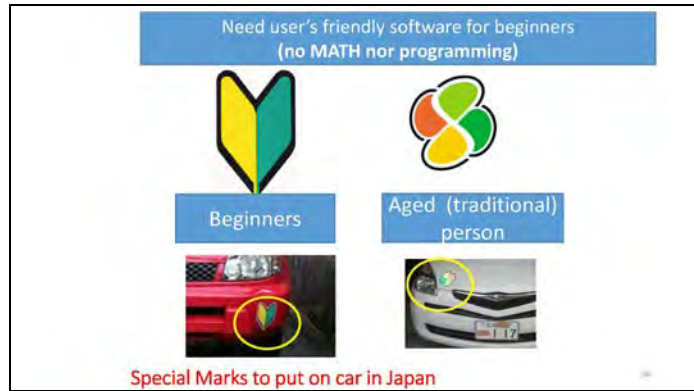 Need user's friendly software for beginners
(no MATH nor programming)
Beginners
Aged (traditional)
person
Special Marks to put on car in Japan